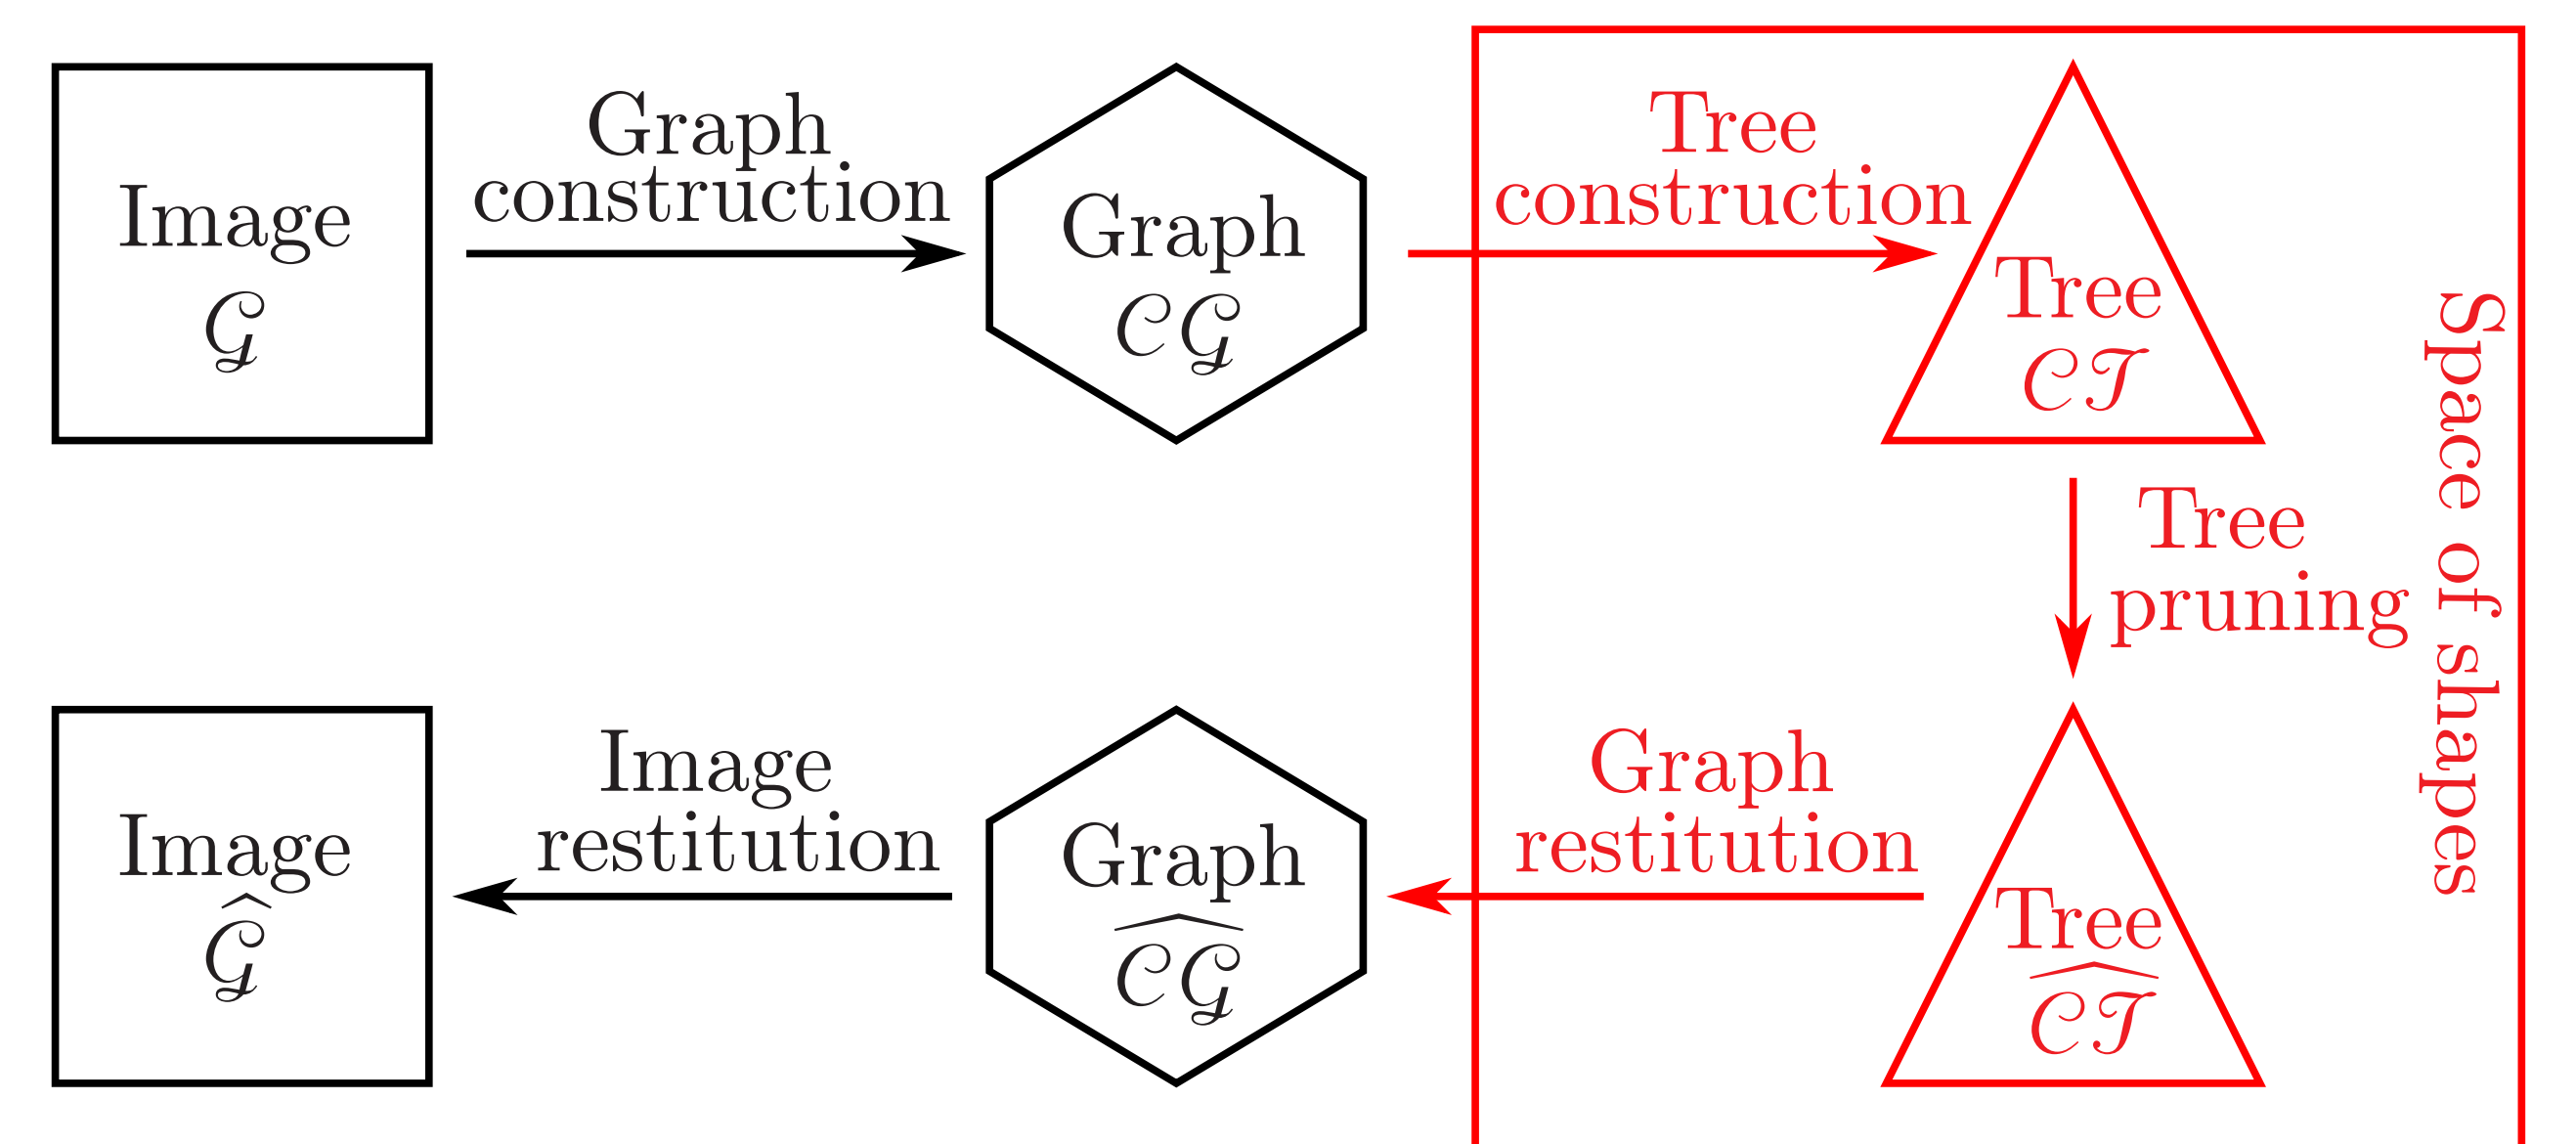 Graph
construction
Image
𝒢
Graph
𝒞𝒢
Tree
construction
Tree
𝒞𝒯
Tree
pruning
Space of shapes
Image
restitution
Image
𝒢̂
Graph
𝒞𝒢̂
Graph
restitution
Tree
𝒞𝒯̂